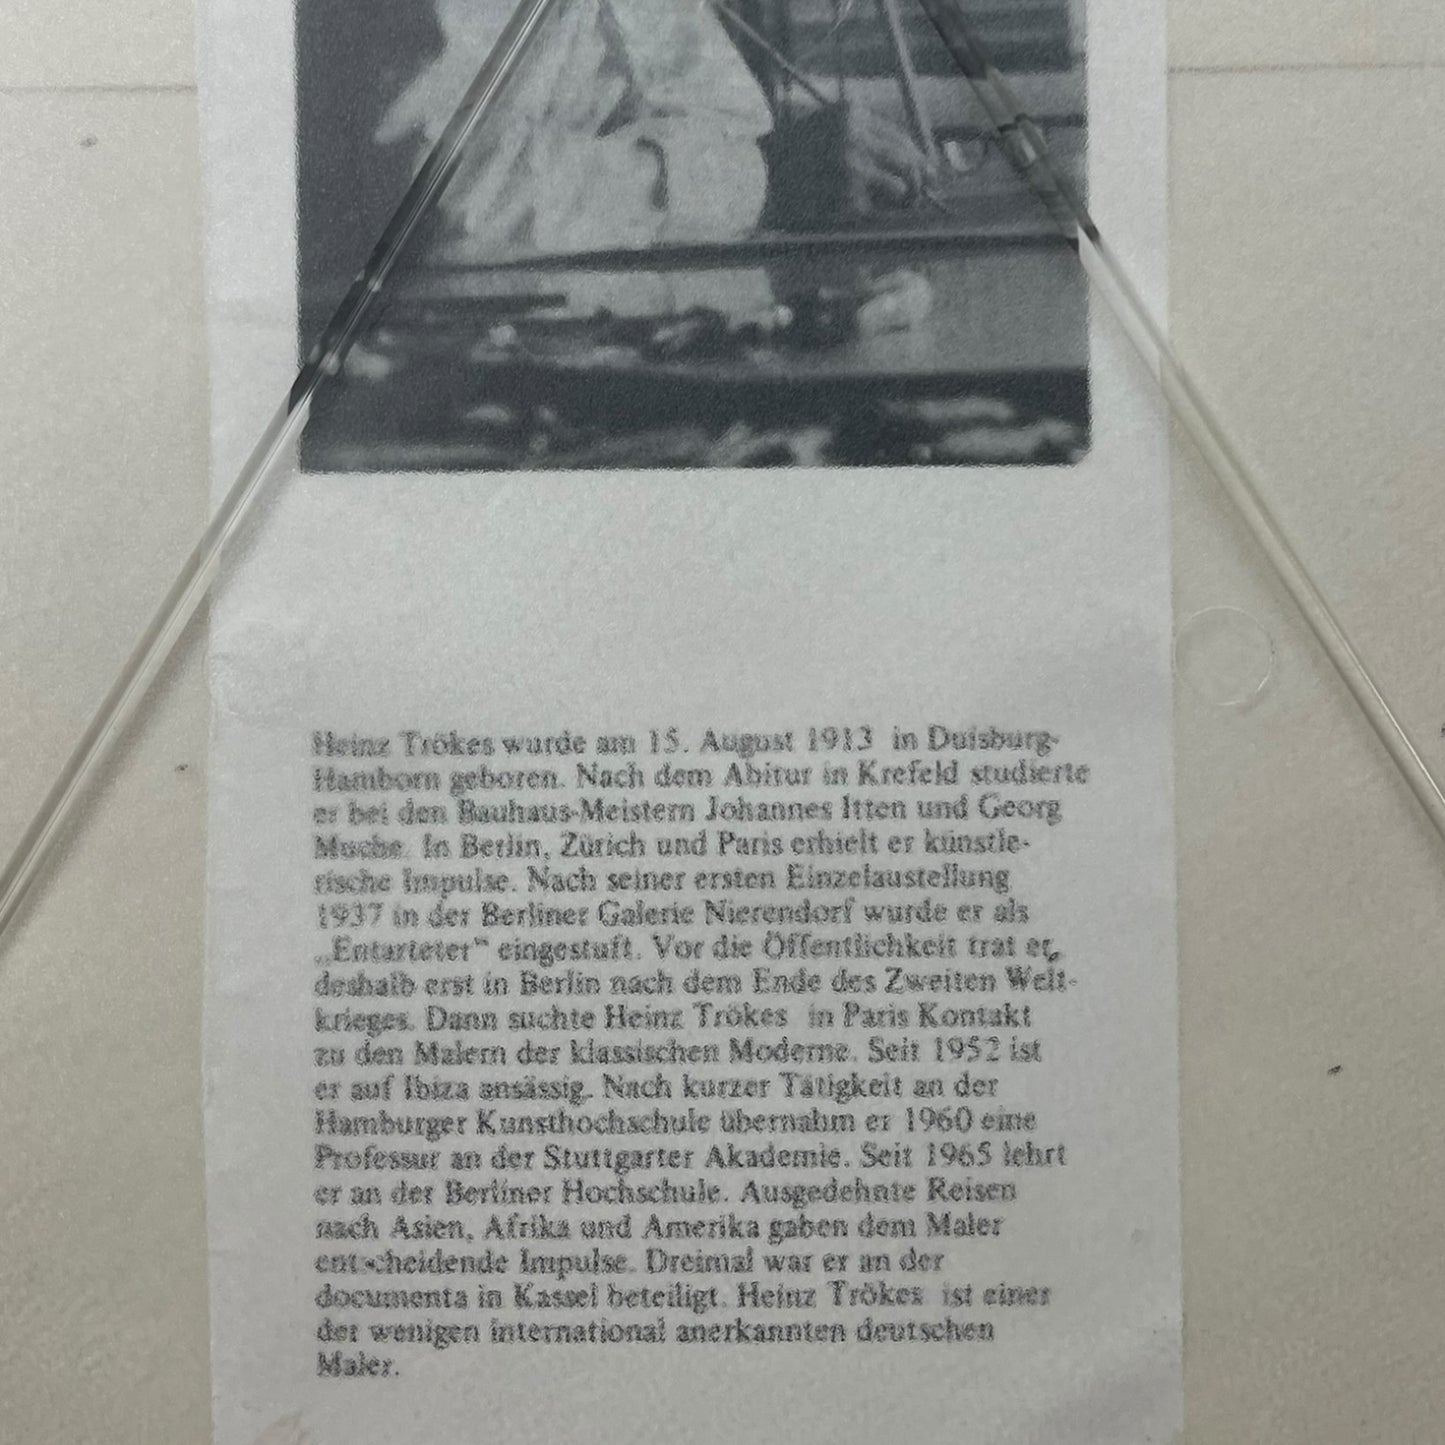 Heinz Trökes wurde am 15. August 1913 in Duisburg-
Hamborn geboren. Nach dem Abitur in Krefeld studierte
er bei den Bauhaus-Meistern Johannes Itten und Georg
Muche. In Berlin, Zürich und Paris erhielt er künstle-
rische Impulse. Nach seiner ersten Einzelaustellung
1937 in der Berliner Galerie Nierendorf wurde er als
„Entarteter“ eingestuft. Vor die Öffentlichkeit trat er,
deshalb erst in Berlin nach dem Ende des Zweiten Welt-
krieges. Dann suchte Heinz Trökes in Paris Kontakt
zu den Malern der klassischen Moderne. Seit 1952 ist
er auf Ibiza ansässig. Nach kurzer Tätigkeit an der
Hamburger Kunsthochschule übernahm er 1960 eine
Professur an der Stuttgarter Akademie. Seit 1965 lehrt
er an der Berliner Hochschule. Ausgedehnte Reisen
nach Asien, Afrika und Amerika gaben dem Maler
entscheidende Impulse. Dreimal war er an der
documenta in Kassel beteiligt. Heinz Trökes ist einer
der wenigen international anerkannten deutschen
Maler.